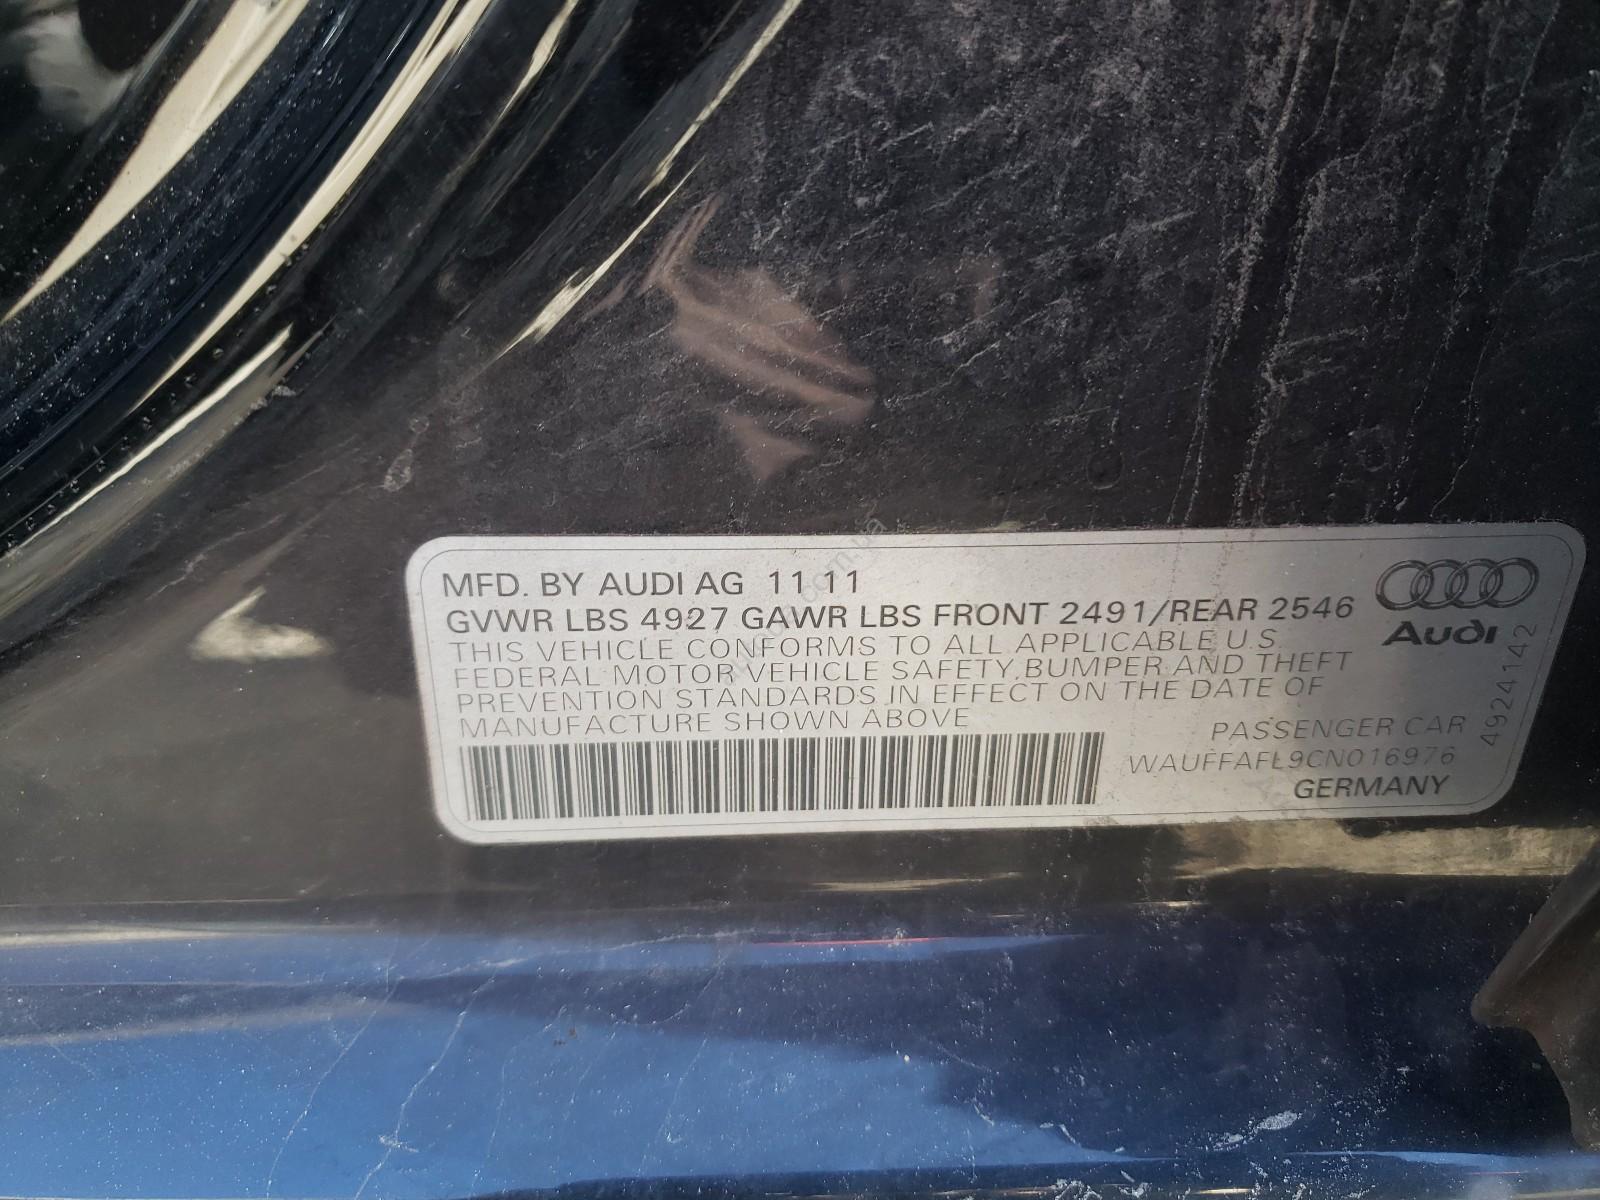 MFD. BY AUDI AG 11 11
GVWR LBS 4927 GAWR LBS FRONT 2491/REAR 2546
THIS VEHICLE CONFORMS TO ALL APPLICABLE U.S.
FEDERAL MOTOR VEHICLE SAFETY, BUMPER AND THEFT
PREVENTION STANDARDS IN EFFECT ON THE DATE OF
MANUFACTURE SHOWN ABOVE
Audi
4924142
PASSENGER CAR
WAUFFAFL9CN016976
GERMANY